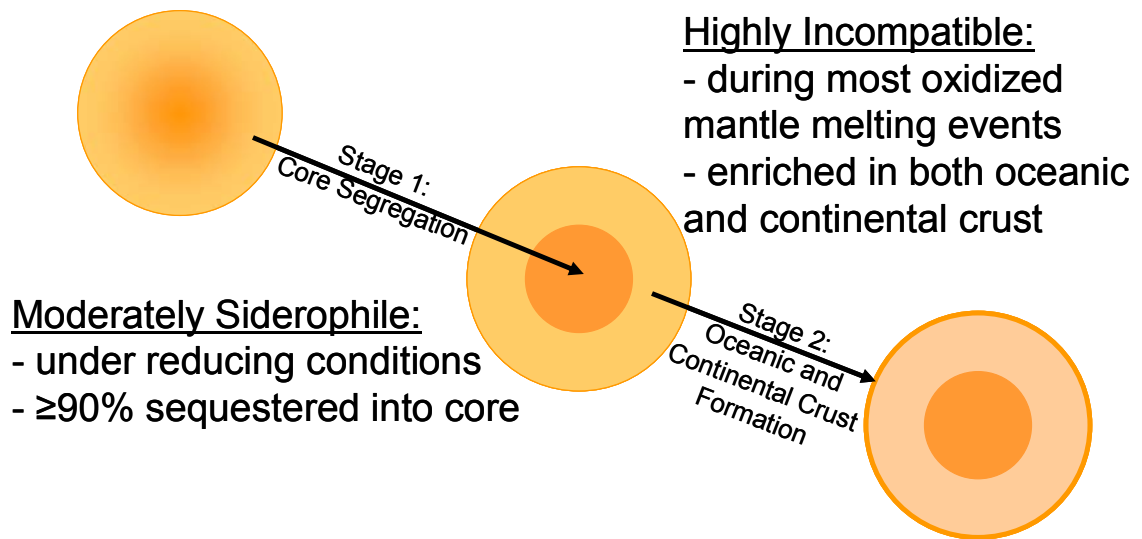 Highly Incompatible:
- during most oxidized
mantle melting events
- enriched in both oceanic
and continental crust
Stage 1:
Core Segregation
Moderately Siderophile:
- under reducing conditions
- ≥90% sequestered into core
Stage 2:
Oceanic and
Continental Crust
Formation